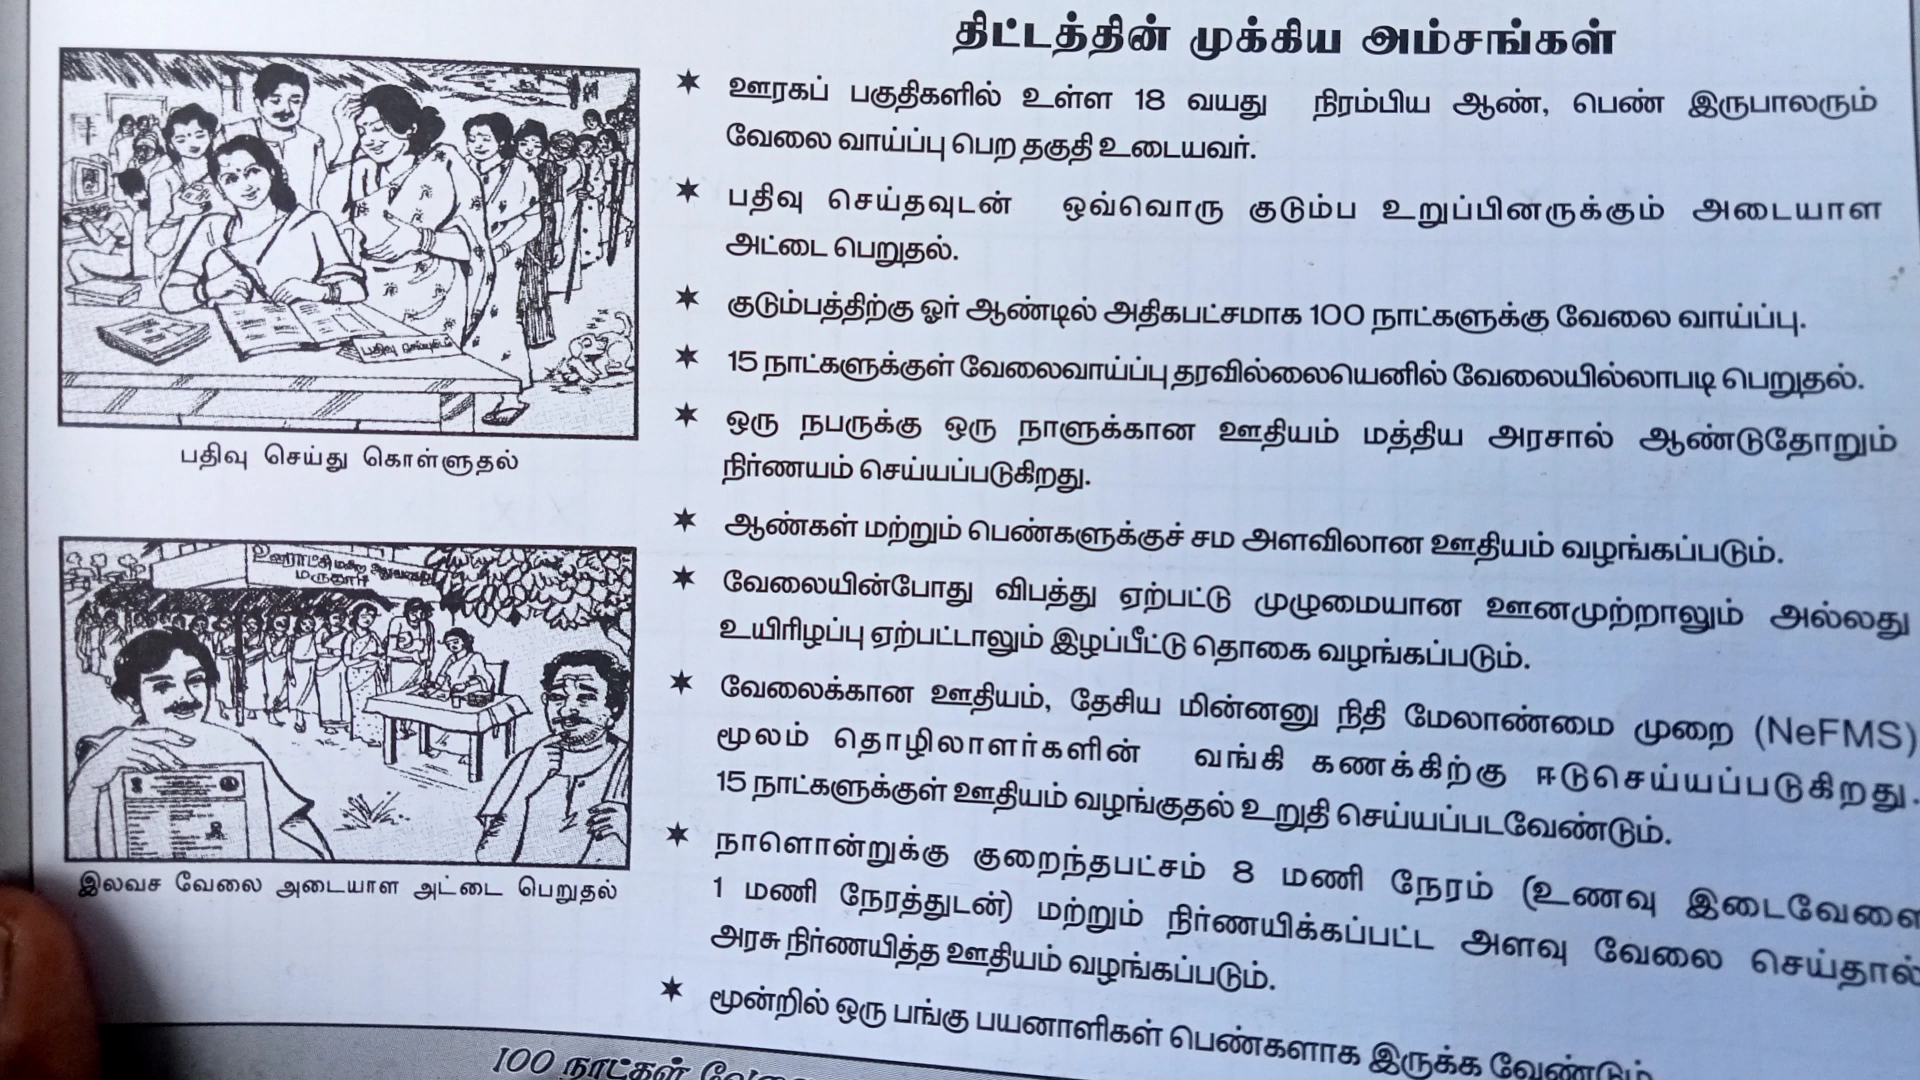 திட்டத்தின் முக்கிய அம்சங்கள்
✶ ஊரகப் பகுதிகளில் உள்ள 18 வயது நிரம்பிய ஆண், பெண் இருபாலரும்
வேலை வாய்ப்பு பெற தகுதி உடையவர்.
✶ பதிவு செய்தவுடன் ஒவ்வொரு குடும்ப உறுப்பினருக்கும் அடையாள
அட்டை பெறுதல்.
✶ குடும்பத்திற்கு ஓர் ஆண்டில் அதிகபட்சமாக 100 நாட்களுக்கு வேலை வாய்ப்பு.
✶ 15 நாட்களுக்குள் வேலைவாய்ப்பு தரவில்லையெனில் வேலையில்லாபடி பெறுதல்.
✶ ஒரு நபருக்கு ஒரு நாளுக்கான ஊதியம் மத்திய அரசால் ஆண்டுதோறும்
நிர்ணயம் செய்யப்படுகிறது.
✶ ஆண்கள் மற்றும் பெண்களுக்குச் சம அளவிலான ஊதியம் வழங்கப்படும்.
✶ வேலையின்போது விபத்து ஏற்பட்டு முழுமையான ஊனமுற்றாலும் அல்லது
உயிரிழப்பு ஏற்பட்டாலும் இழப்பீட்டு தொகை வழங்கப்படும்.
✶ வேலைக்கான ஊதியம், தேசிய மின்னனு நிதி மேலாண்மை முறை (NeFMS)
மூலம் தொழிலாளர்களின் வங்கி கணக்கிற்கு ஈடுசெய்யப்படுகிறது.
15 நாட்களுக்குள் ஊதியம் வழங்குதல் உறுதி செய்யப்படவேண்டும்.
✶ நாளொன்றுக்கு குறைந்தபட்சம் 8 மணி நேரம் (உணவு இடைவேளை
1 மணி நேரத்துடன்) மற்றும் நிர்ணயிக்கப்பட்ட அளவு வேலை செய்தால்
அரசு நிர்ணயித்த ஊதியம் வழங்கப்படும்.
✶ மூன்றில் ஒரு பங்கு பயனாளிகள் பெண்களாக இருக்க வேண்டும்
பதிவு செய்து கொள்ளுதல்
ஊராட்சி மன்ற அலுவலகம்
இலவச வேலை அடையாள அட்டை பெறுதல்
100 நாட்கள்